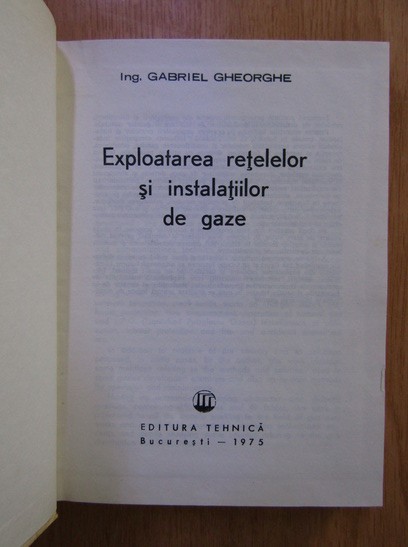 Ing. GABRIEL GHEORGHE
Exploatarea reţelelor
şi instalaţiilor
de gaze
EDITURA TEHNICĂ
Bucureşti — 1975